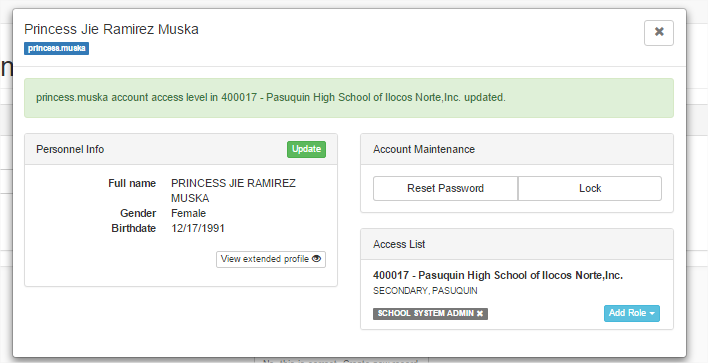 Princess Jie Ramirez Muska
princess.muska
princess.muska account access level in 400017 - Pasuquin High School of Ilocos Norte,Inc. updated.
Personnel Info
Update
Full name PRINCESS JIE RAMIREZ
MUSKA
Gender Female
Birthdate 12/17/1991
View extended profile
Account Maintenance
Reset Password Lock
Access List
400017 - Pasuquin High School of Ilocos Norte,Inc.
SECONDARY, PASUQUIN
SCHOOL SYSTEM ADMIN
Add Role